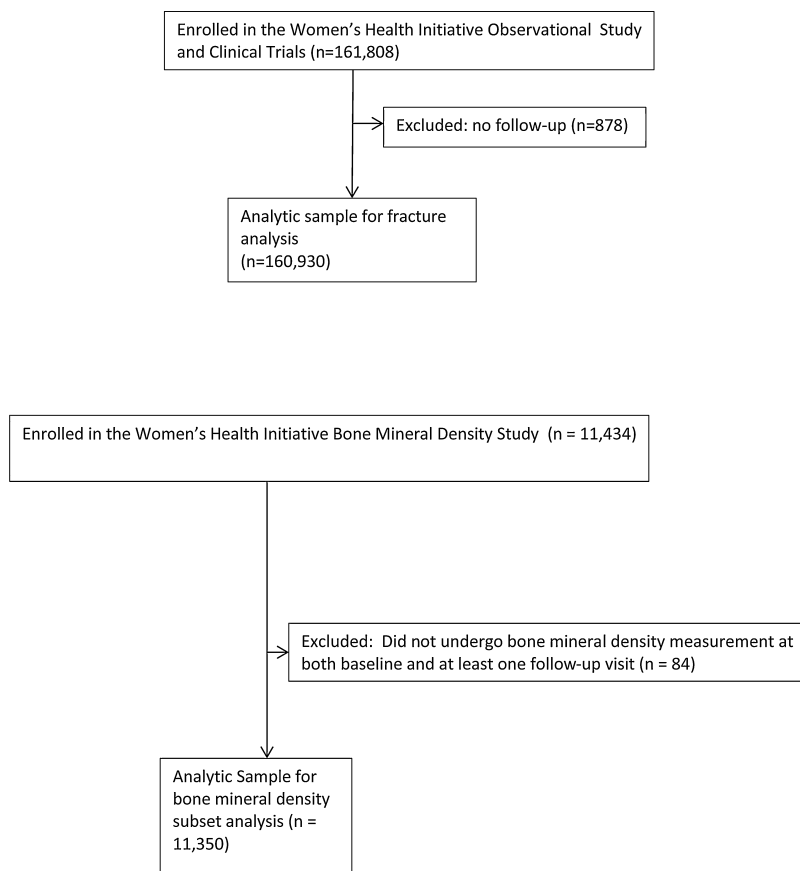 Enrolled in the Women’s Health Initiative Observational  Study
and Clinical Trials (n=161,808)
Excluded: no follow-up (n=878)
Analytic sample for fracture
analysis
(n=160,930)
Enrolled in the Women’s Health Initiative Bone Mineral Density Study  (n = 11,434)
Excluded:  Did not undergo bone mineral density measurement at
both baseline and at least one follow-up visit (n = 84)
Analytic Sample for
bone mineral density
subset analysis (n =
11,350)